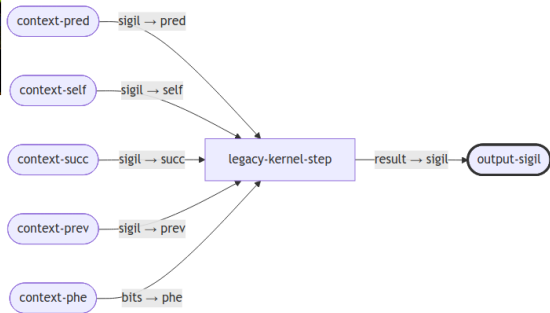 context-pred
sigil → pred
context-self
sigil → self
context-succ
sigil → succ
legacy-kernel-step
result → sigil
output-sigil
context-prev
sigil → prev
context-phe
bits → phe